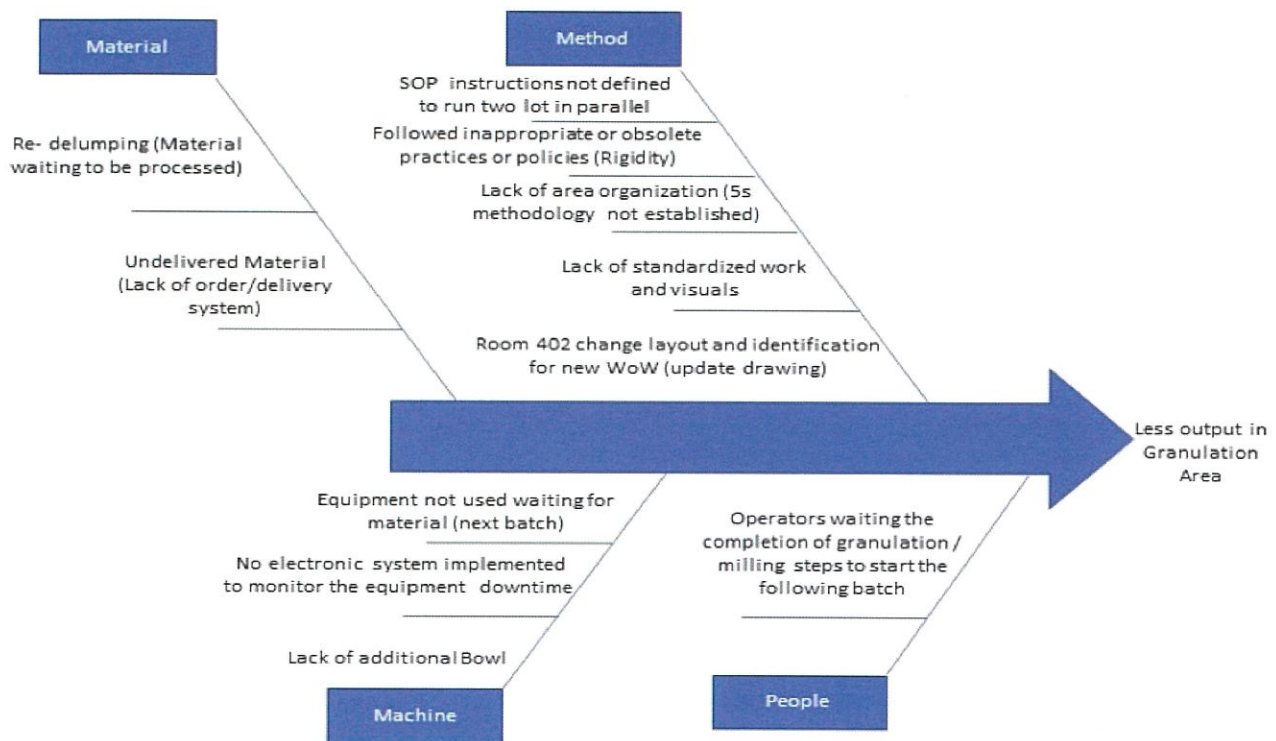 Material
Method
SOP instructions not defined
to run two lot in parallel
Re- delumping (Material
waiting to be processed)
Followed inappropriate or obsolete
practices or policies (Rigidity)
Lack of area organization (5s
methodology not established)
Undelivered Material
(Lack of order/delivery
system)
Lack of standardized work
and visuals
Room 402 change layout and identification
for new WoW (update drawing)
Less output in
Granulation
Area
Equipment not used waiting for
material (next batch)
No electronic system implemented
to monitor the equipment downtime
Lack of additional Bowl
Operators waiting the
completion of granulation /
milling steps to start the
following batch
Machine
People